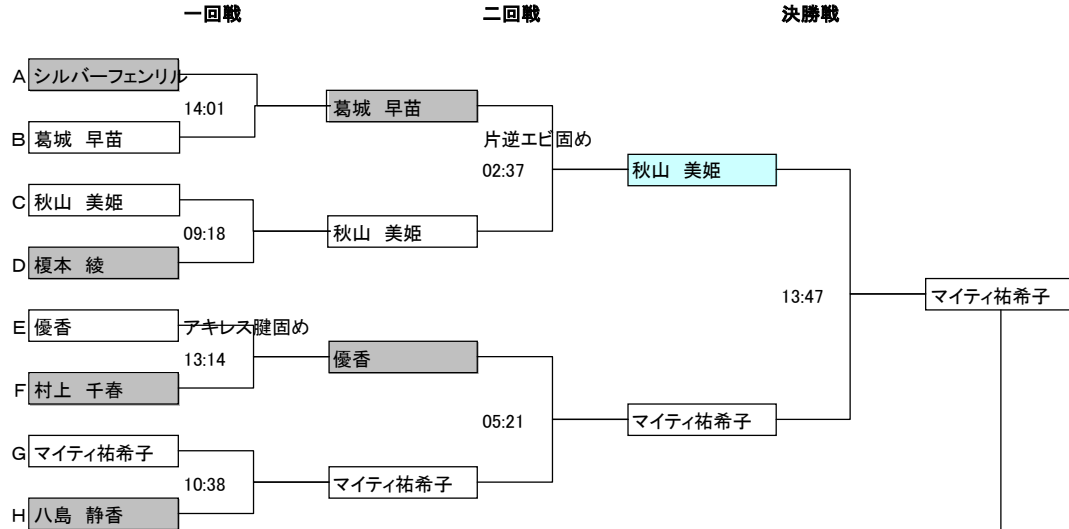 一回戦 二回戦 決勝戦
A シルバーフェンリル
14:01
葛城 早苗
B 葛城 早苗
片逆エビ固め
02:37
秋山 美姫
C 秋山 美姫
09:18
秋山 美姫
D 榎本 綾
13:47
マイティ祐希子
E 優香
アキレス腱固め
13:14
優香
F 村上 千春
05:21
マイティ祐希子
G マイティ祐希子
10:38
マイティ祐希子
H 八島 静香